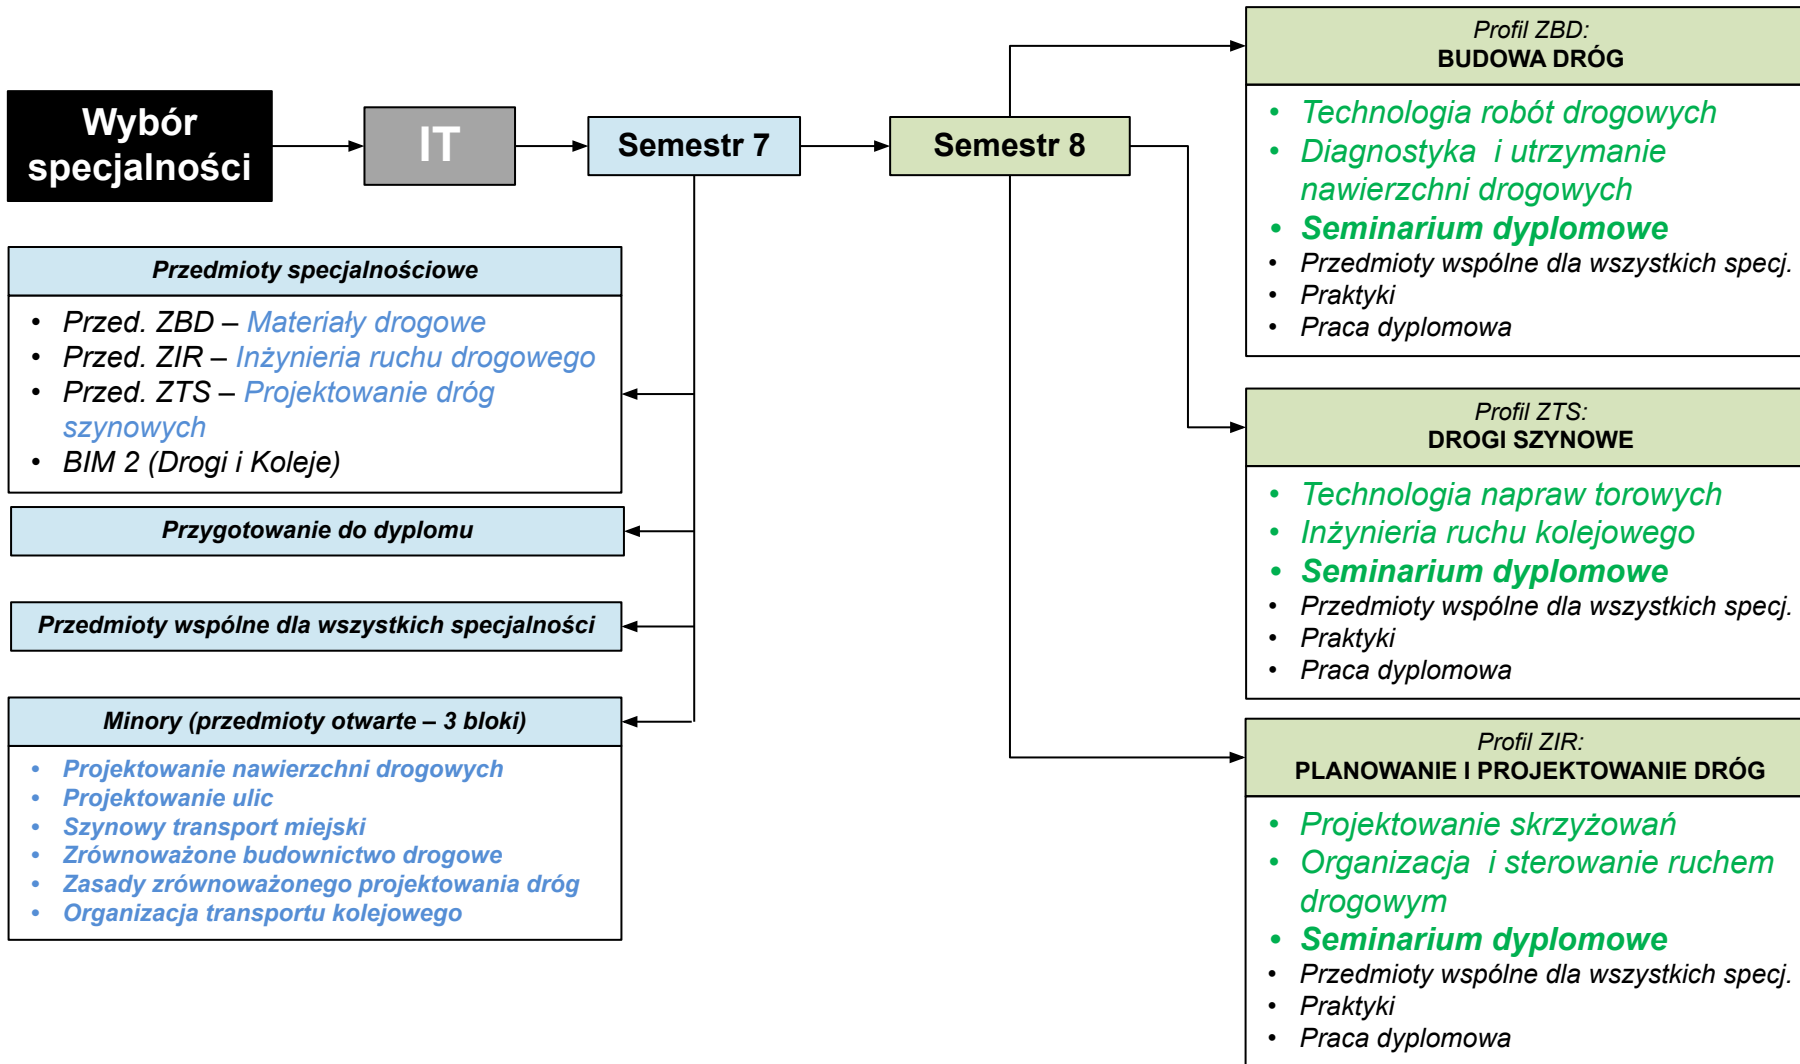 Wybór
specjalności
IT
Semestr 7
Semestr 8
Przedmioty specjalnościowe
• Przed. ZBD – Materiały drogowe
• Przed. ZIR – Inżynieria ruchu drogowego
• Przed. ZTS – Projektowanie dróg
szynowych
• BIM 2 (Drogi i Koleje)
Przygotowanie do dyplomu
Przedmioty wspólne dla wszystkich specjalności
Minory (przedmioty otwarte – 3 bloki)
• Projektowanie nawierzchni drogowych
• Projektowanie ulic
• Szynowy transport miejski
• Zrównoważone budownictwo drogowe
• Zasady zrównoważonego projektowania dróg
• Organizacja transportu kolejowego
Profil ZBD:
BUDOWA DRÓG
• Technologia robót drogowych
• Diagnostyka i utrzymanie
nawierzchni drogowych
• Seminarium dyplomowe
• Przedmioty wspólne dla wszystkich specj.
• Praktyki
• Praca dyplomowa
Profil ZTS:
DROGI SZYNOWE
• Technologia napraw torowych
• Inżynieria ruchu kolejowego
• Seminarium dyplomowe
• Przedmioty wspólne dla wszystkich specj.
• Praktyki
• Praca dyplomowa
Profil ZIR:
PLANOWANIE I PROJEKTOWANIE DRÓG
• Projektowanie skrzyżowań
• Organizacja i sterowanie ruchem
drogowym
• Seminarium dyplomowe
• Przedmioty wspólne dla wszystkich specj.
• Praktyki
• Praca dyplomowa